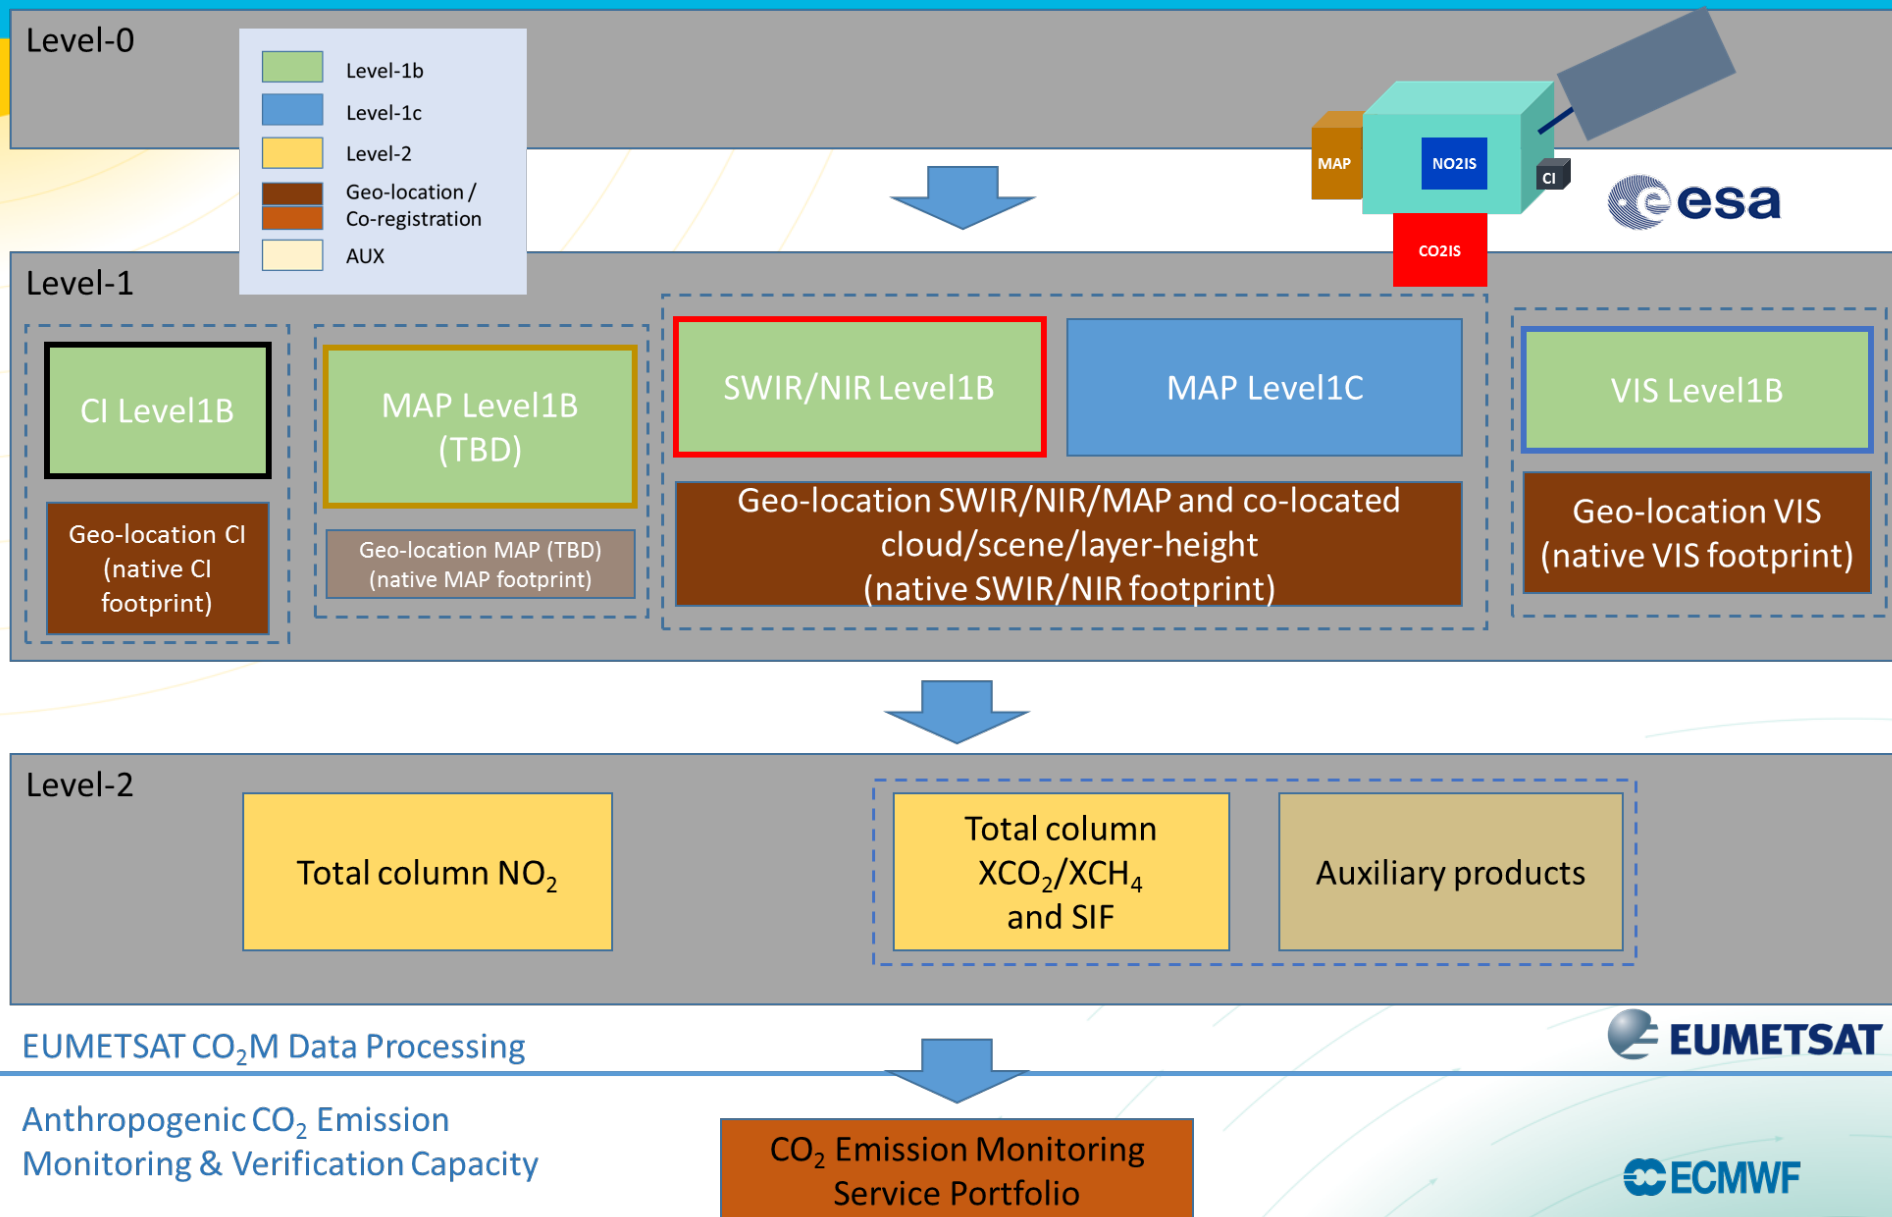 Level-0
Level-1b
Level-1c
Level-2
Geo-location /
Co-registration
AUX
MAP
NO2IS
CI
CO2IS
esa
Level-1
CI Level1B
MAP Level1B
(TBD)
SWIR/NIR Level1B
MAP Level1C
VIS Level1B
Geo-location CI
(native CI
footprint)
Geo-location MAP (TBD)
(native MAP footprint)
Geo-location SWIR/NIR/MAP and co-located
cloud/scene/layer-height
(native SWIR/NIR footprint)
Geo-location VIS
(native VIS footprint)
Level-2
Total column NO₂
Total column
XCO₂/XCH₄
and SIF
Auxiliary products
EUMETSAT CO₂M Data Processing
EUMETSAT
Anthropogenic CO₂ Emission
Monitoring & Verification Capacity
CO₂ Emission Monitoring
Service Portfolio
ECMWF